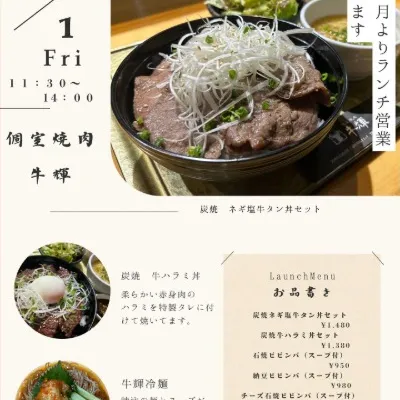 1
Fri
11:30〜
14:00
個室焼肉
牛輝
月よりランチ営業
ます
炭焼 ネギ塩牛タン丼セット
炭焼 牛ハラミ丼
柔らかい赤身肉の
ハラミを特製タレに付
けて焼いてます。
牛輝冷麺
LaunchMenu
お品書き
炭焼ネギ塩牛タン丼セット
¥1,480
炭焼牛ハラミ丼セット
¥1,380
石焼ビビンバ（スープ付）
¥950
納豆ビビンバ（スープ付）
¥980
チーズ石焼ビビンバ（スープ付）